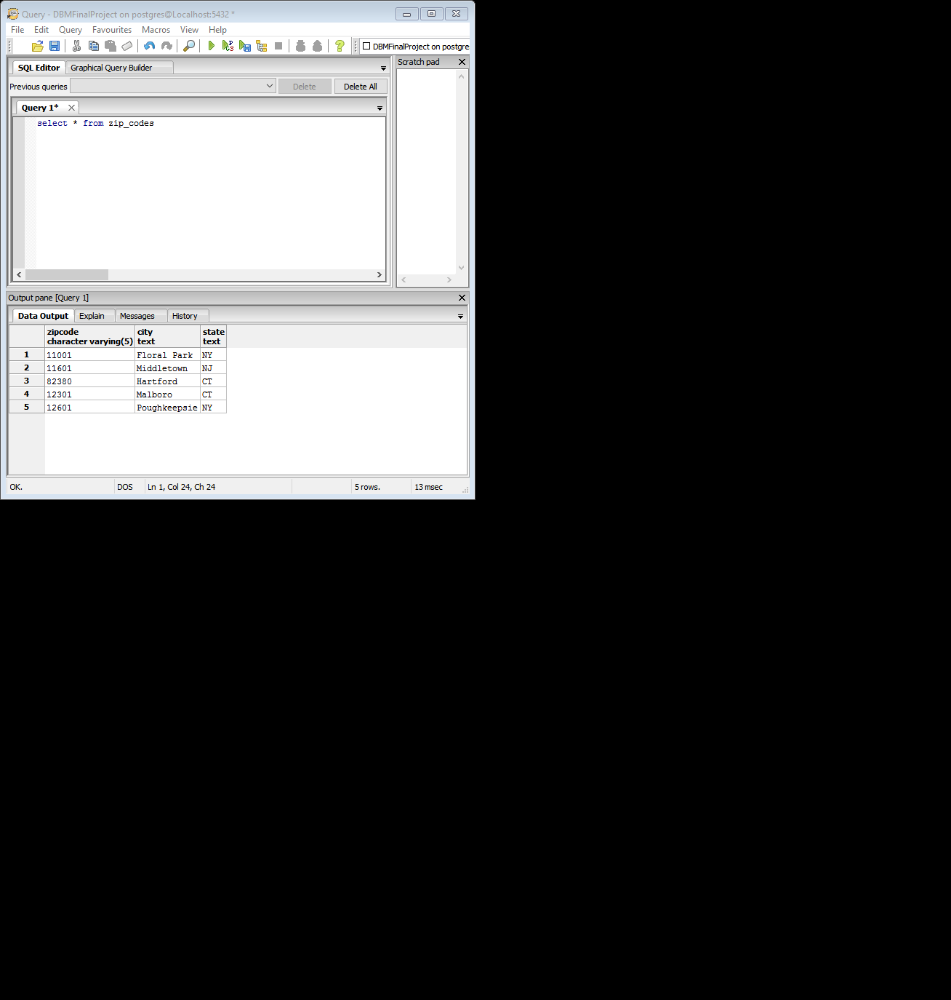 Query - DBMFinalProject on postgres@Localhost:5432 *
File Edit Query Favourites Macros View Help
DBMFinalProject on postgre
SQL Editor Graphical Query Builder
Scratch pad
Previous queries Delete Delete All
Query 1*
select * from zip_codes
Output pane [Query 1]
Data Output Explain Messages History
zipcode city state
character varying(5) text text
1 11001 Floral Park NY
2 11601 Middletown NJ
3 82380 Hartford CT
4 12301 Malboro CT
5 12601 Poughkeepsie NY
OK. DOS Ln 1, Col 24, Ch 24 5 rows. 13 msec